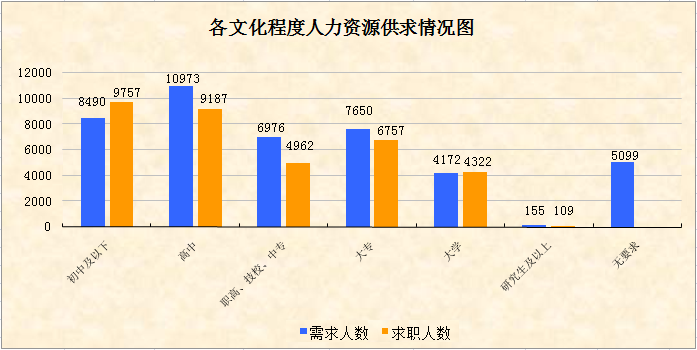 各文化程度人力资源供求情况图
12000
10000
8000
6000
4000
2000
0
8490
9757
10973
9187
6976
4962
7650
6757
4172
4322
155
109
5099
初中及以下
高中
职高、技校、中专
大专
大学
研究生及以上
无要求
需求人数
求职人数